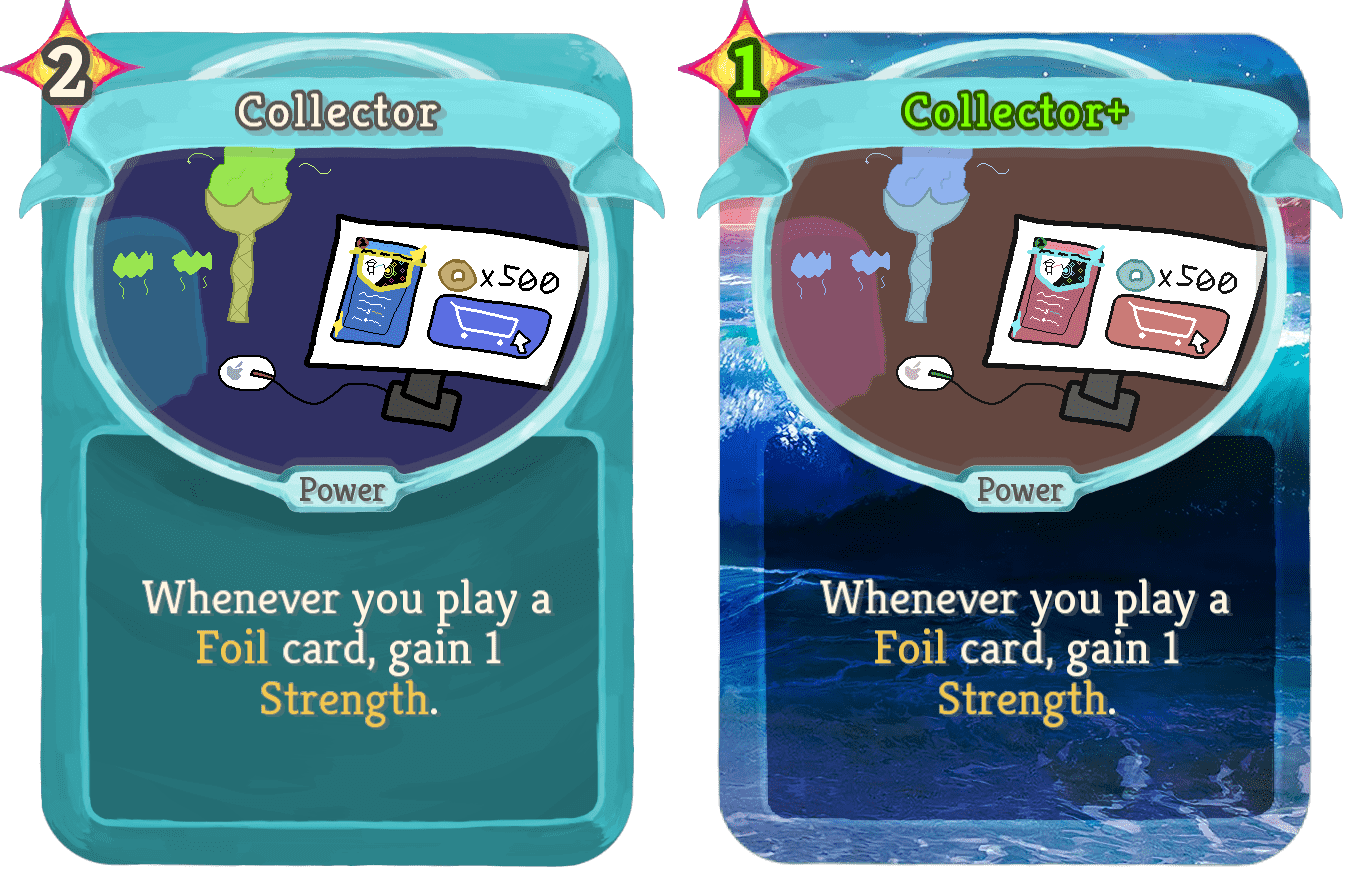 2
Collector
x500
Power
Whenever you play a
Foil card, gain 1
Strength.
1
Collector+
x500
Power
Whenever you play a
Foil card, gain 1
Strength.